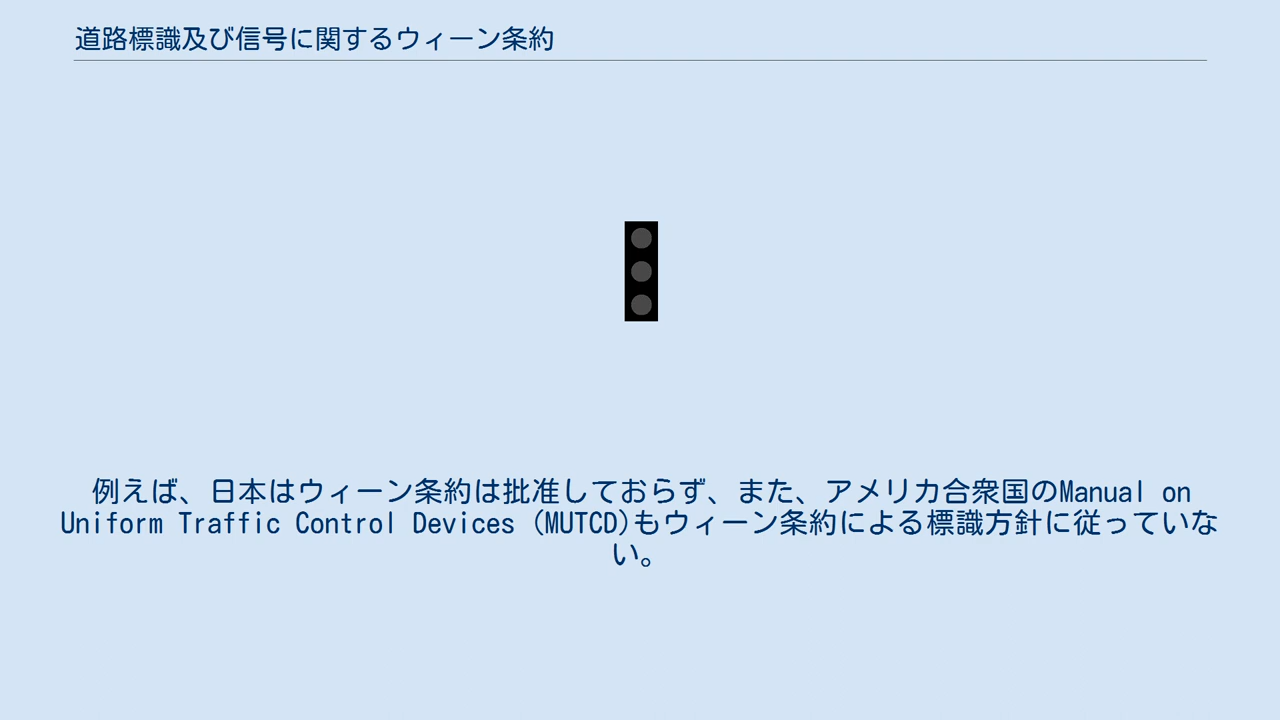 道路標識及び信号に関するウィーン条約
例えば、日本はウィーン条約は批准しておらず、また、アメリカ合衆国のManual on
Uniform Traffic Control Devices (MUTCD)もウィーン条約による標識方針に従っていな
い。